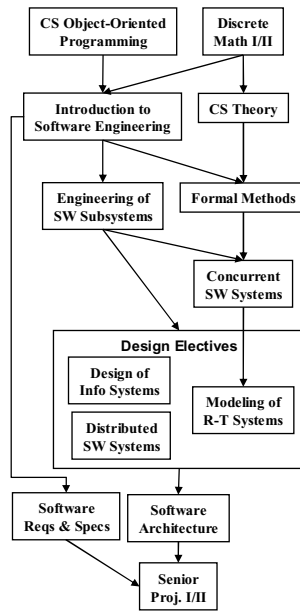 CS Object-Oriented
Programming
Discrete
Math I/II
Introduction to
Software Engineering
CS Theory
Engineering of
SW Subsystems
Formal Methods
Concurrent
SW Systems
Design Electives
Design of
Info Systems
Modeling of
R-T Systems
Distributed
SW Systems
Software
Reqs & Specs
Software
Architecture
Senior
Proj. I/II